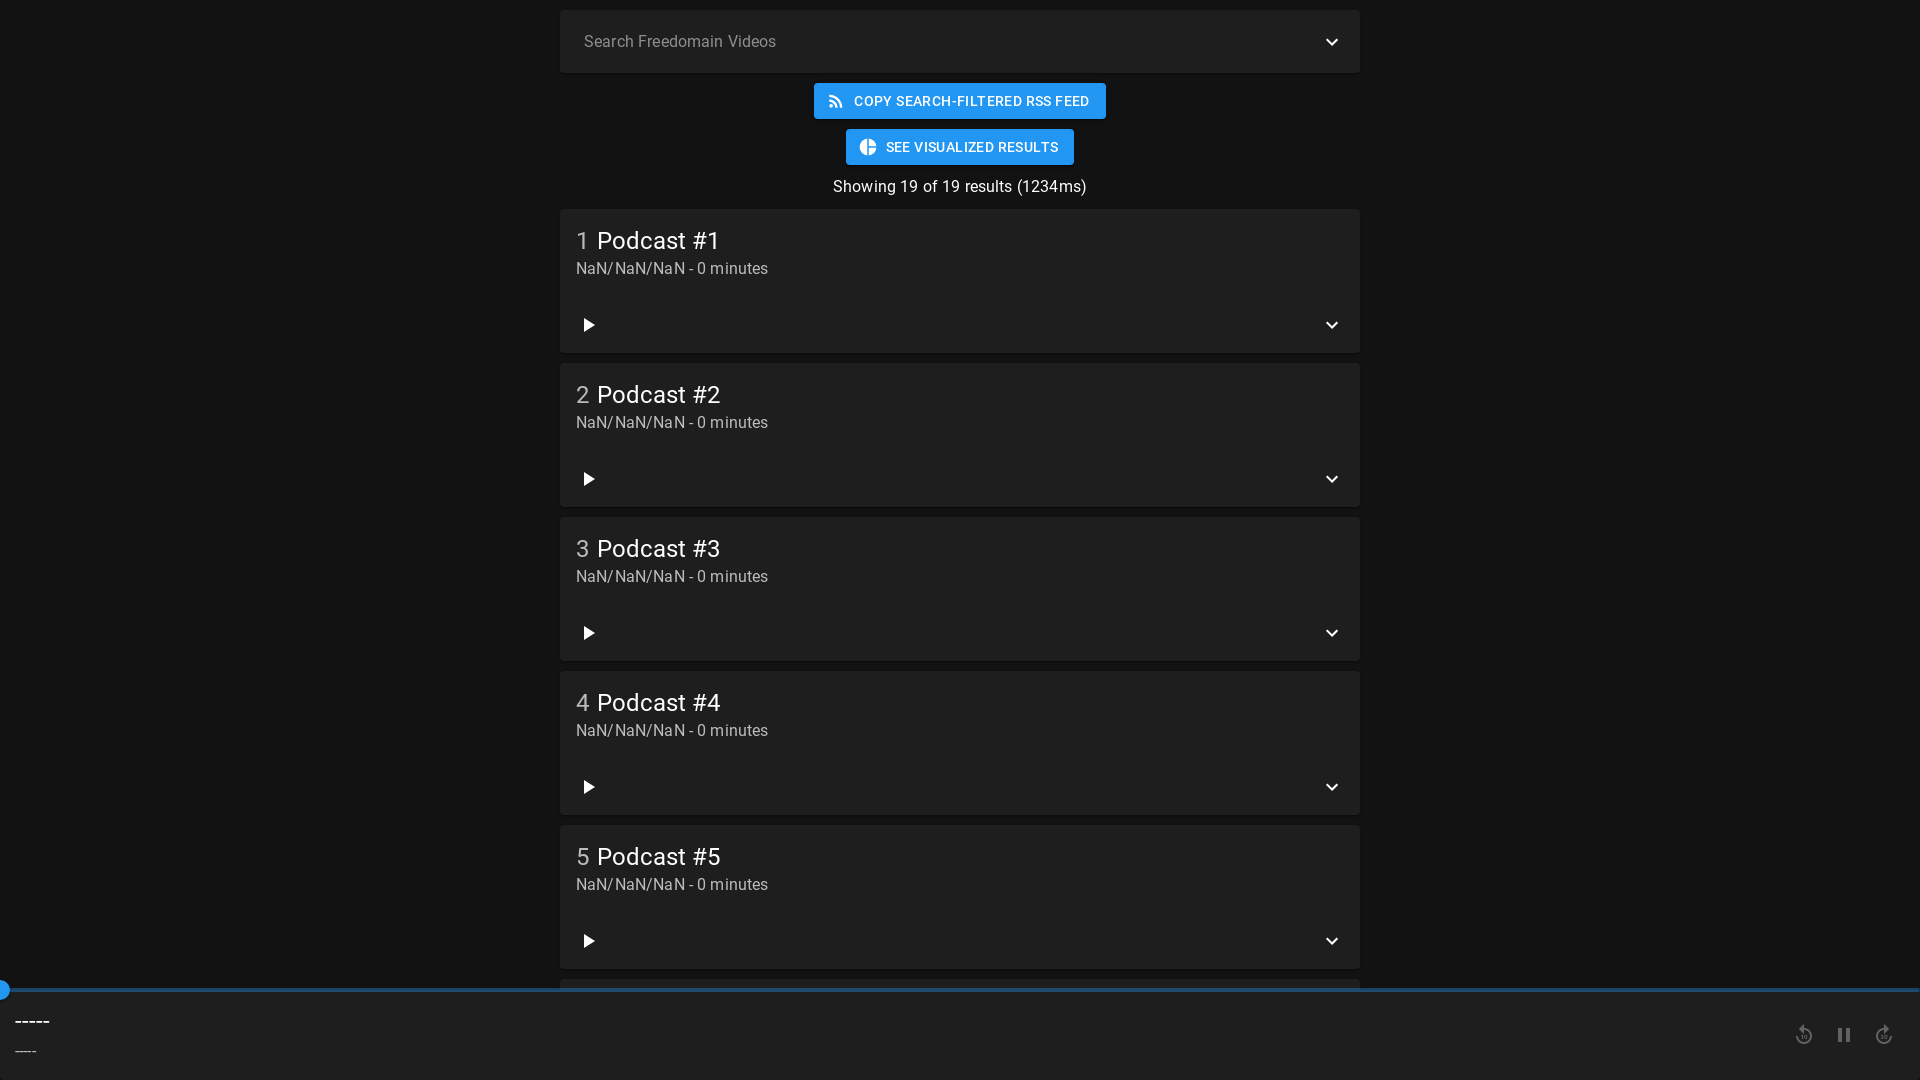 Search Freedomain Videos
COPY SEARCH-FILTERED RSS FEED
SEE VISUALIZED RESULTS
Showing 19 of 19 results (1234ms)
1 Podcast #1
NaN/NaN/NaN - 0 minutes
2 Podcast #2
NaN/NaN/NaN - 0 minutes
3 Podcast #3
NaN/NaN/NaN - 0 minutes
4 Podcast #4
NaN/NaN/NaN - 0 minutes
5 Podcast #5
NaN/NaN/NaN - 0 minutes
-----
-----